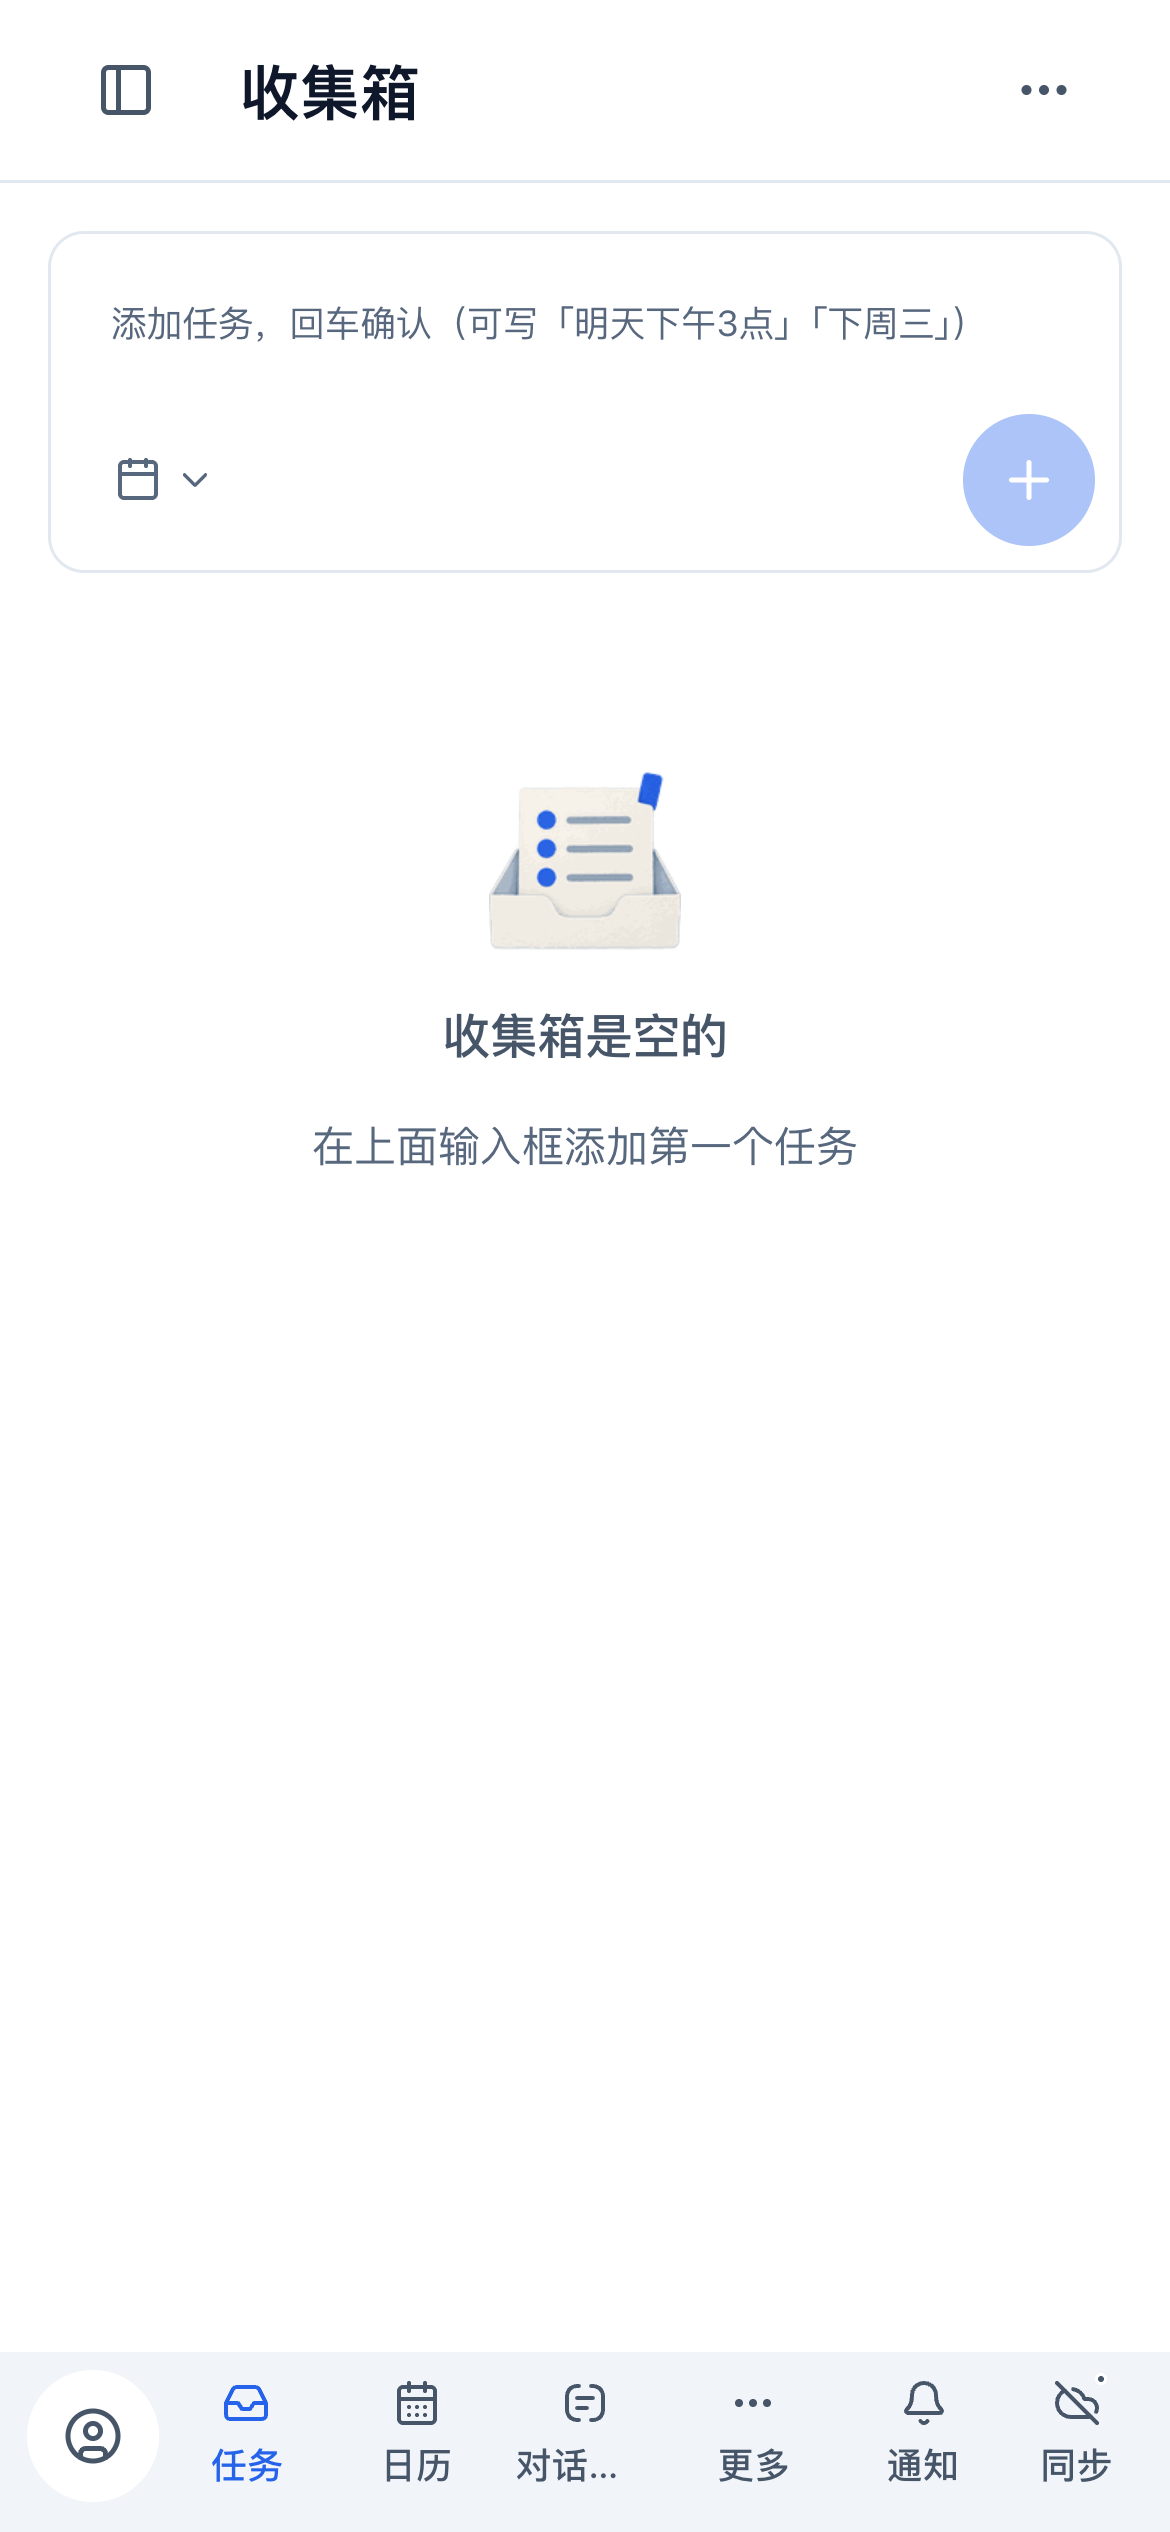 收集箱
添加任务，回车确认（可写「明天下午3点」「下周三」）
收集箱是空的
在上面输入框添加第一个任务
任务
日历
对话...
更多
通知
同步